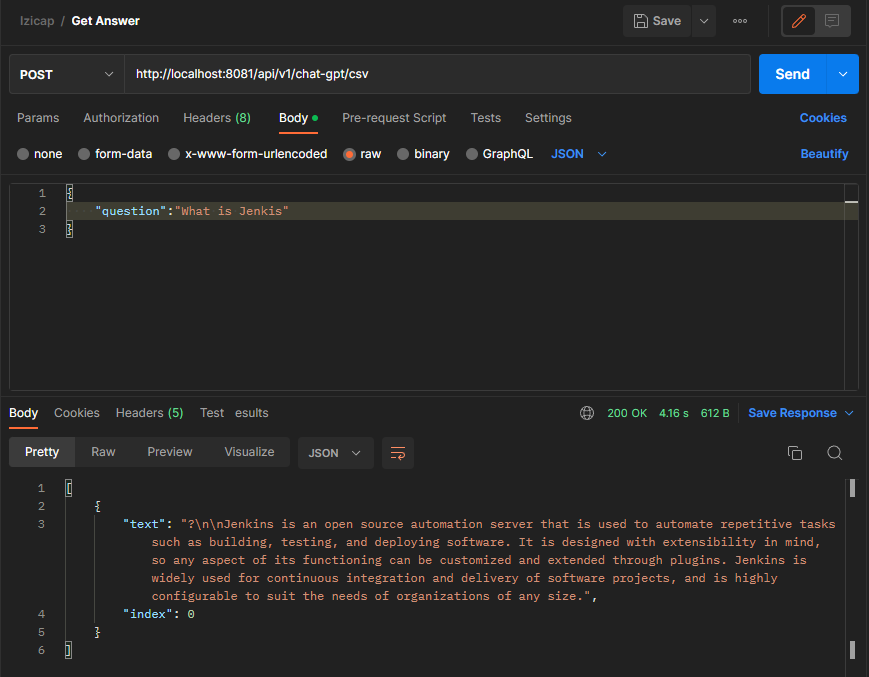 Izicap / Get Answer
Save
POST http://localhost:8081/api/v1/chat-gpt/csv Send
Params Authorization Headers (8) Body Pre-request Script Tests Settings Cookies
none form-data x-www-form-urlencoded raw binary GraphQL JSON Beautify
1 {
2 "question":"What is Jenkis"
3 }
Body Cookies Headers (5) Test esults 200 OK 4.16 s 612 B Save Response
Pretty Raw Preview Visualize JSON
1 [
2 {
3 "text": "?\n\nJenkins is an open source automation server that is used to automate repetitive tasks
such as building, testing, and deploying software. It is designed with extensibility in mind,
so any aspect of its functioning can be customized and extended through plugins. Jenkins is
widely used for continuous integration and delivery of software projects, and is highly
configurable to suit the needs of organizations of any size.",
4 "index": 0
5 }
6 ]